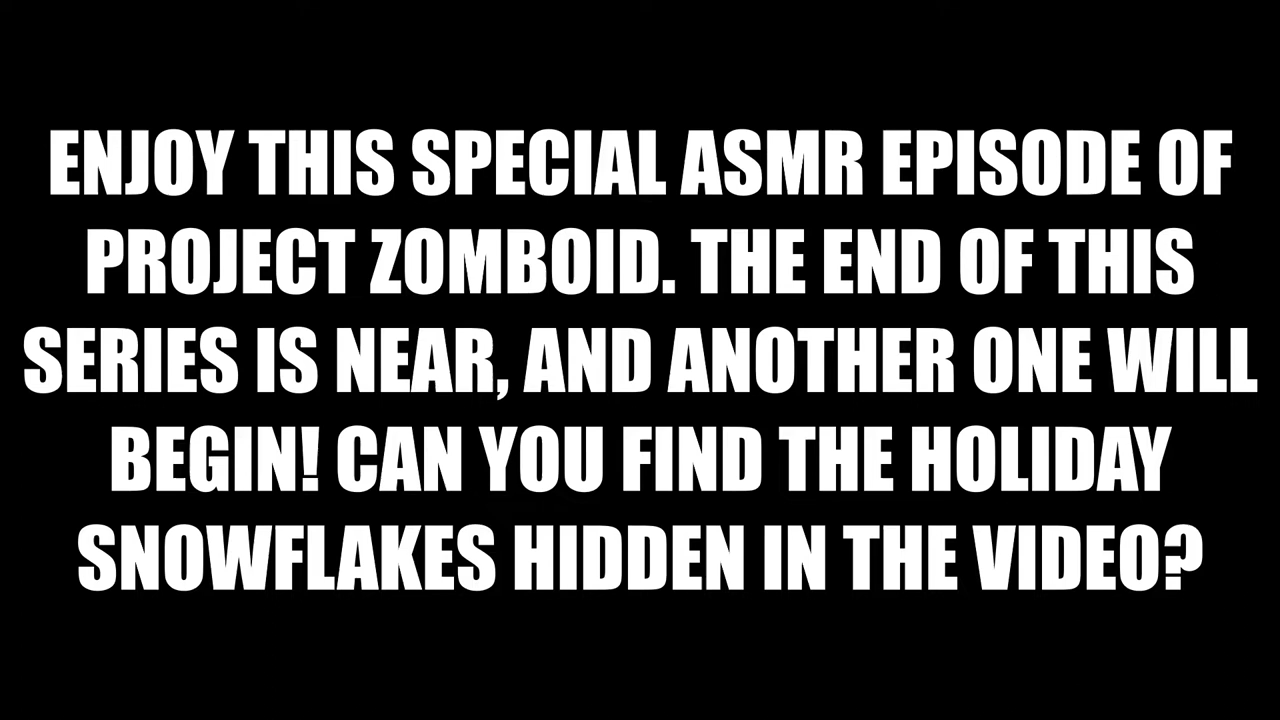 ENJOY THIS SPECIAL ASMR EPISODE OF
PROJECT ZOMBOID. THE END OF THIS
SERIES IS NEAR, AND ANOTHER ONE WILL
BEGIN! CAN YOU FIND THE HOLIDAY
SNOWFLAKES HIDDEN IN THE VIDEO?